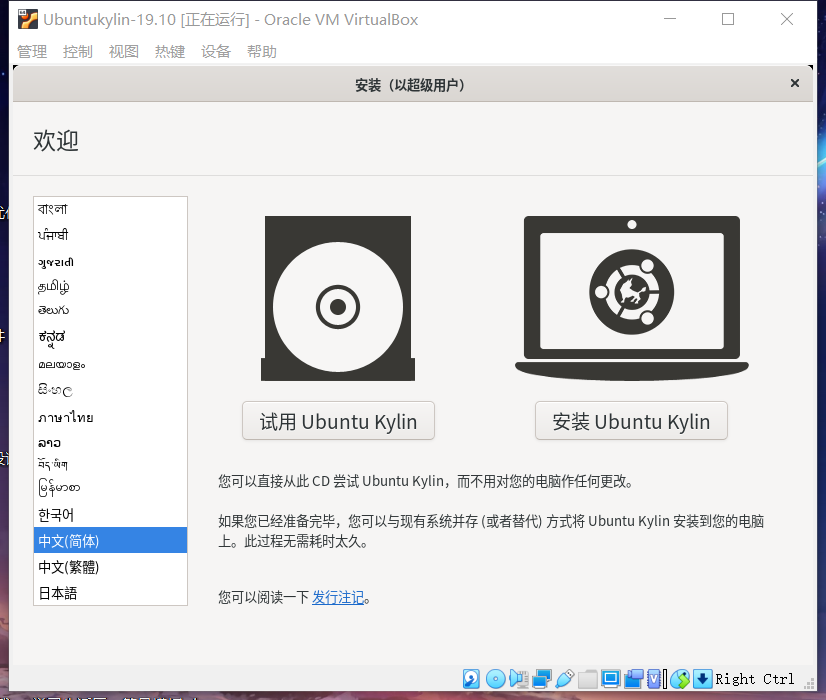 Ubuntukylin-19.10 [正在运行] - Oracle VM VirtualBox
管理 控制 视图 热键 设备 帮助
安装（以超级用户）
欢迎
বাংলা
ਪੰਜਾਬੀ
ગુજરાતી
தமிழ்
తెలుగు
ಕನ್ನಡ
മലയാളം
සිංහල
ภาษาไทย
ລາວ
བོད་ཡིག
မြန်မာစာ
한국어
中文(简体)
中文(繁體)
日本語
试用 Ubuntu Kylin
安装 Ubuntu Kylin
您可以直接从此 CD 尝试 Ubuntu Kylin，而不用对您的电脑作任何更改。
如果您已经准备完毕，您可以与现有系统并存 (或者替代) 方式将 Ubuntu Kylin 安装到您的电脑
上。此过程无需耗时太久。
您可以阅读一下 发行注记。
Right Ctrl